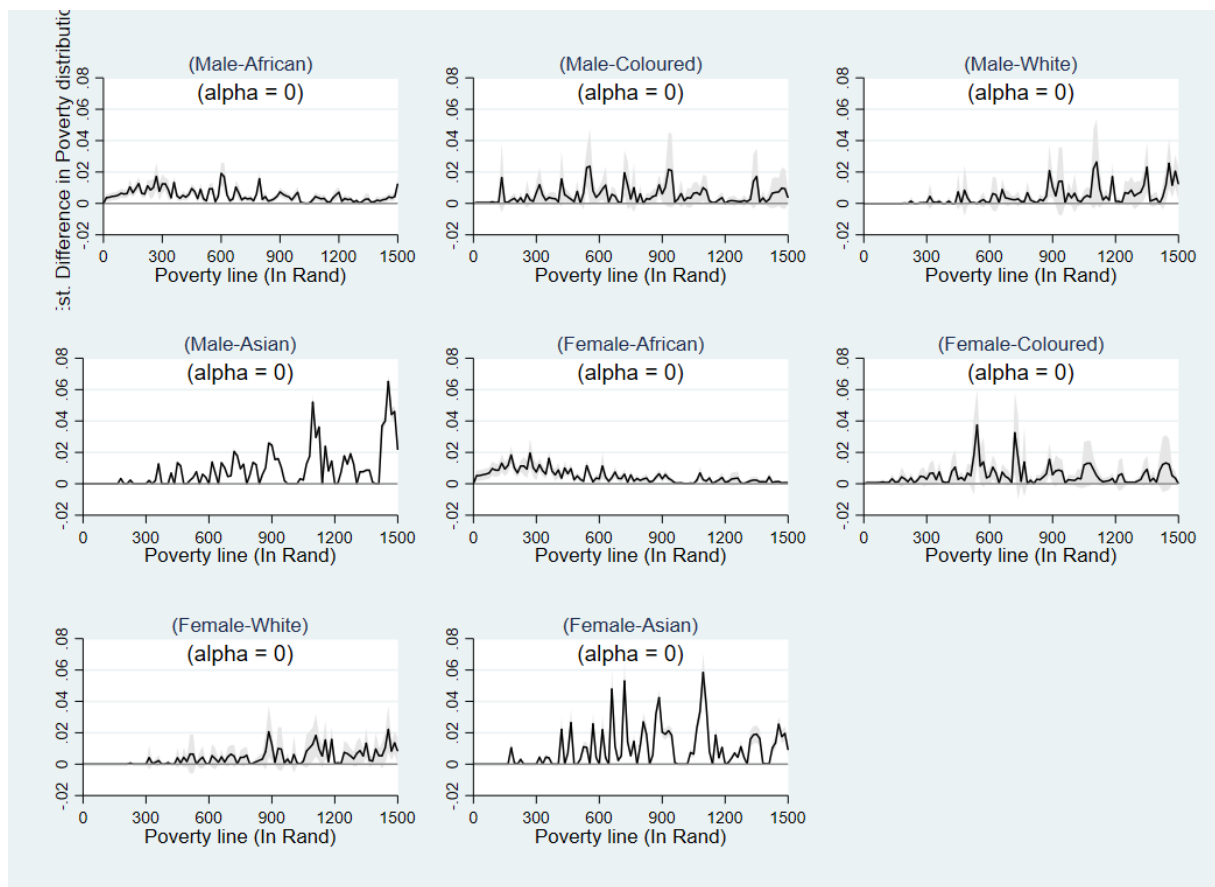 Est. Difference in Poverty distributio
(Male-African)
(alpha = 0)
.08
.06
.04
.02
0
-.02
0 300 600 900 1200 1500
Poverty line (In Rand)
(Male-Coloured)
(alpha = 0)
.08
.06
.04
.02
0
-.02
0 300 600 900 1200 1500
Poverty line (In Rand)
(Male-White)
(alpha = 0)
.08
.06
.04
.02
0
-.02
0 300 600 900 1200 1500
Poverty line (In Rand)
(Male-Asian)
(alpha = 0)
.08
.06
.04
.02
0
-.02
0 300 600 900 1200 1500
Poverty line (In Rand)
(Female-African)
(alpha = 0)
.08
.06
.04
.02
0
-.02
0 300 600 900 1200 1500
Poverty line (In Rand)
(Female-Coloured)
(alpha = 0)
.08
.06
.04
.02
0
-.02
0 300 600 900 1200 1500
Poverty line (In Rand)
(Female-White)
(alpha = 0)
.08
.06
.04
.02
0
-.02
0 300 600 900 1200 1500
Poverty line (In Rand)
(Female-Asian)
(alpha = 0)
.08
.06
.04
.02
0
-.02
0 300 600 900 1200 1500
Poverty line (In Rand)